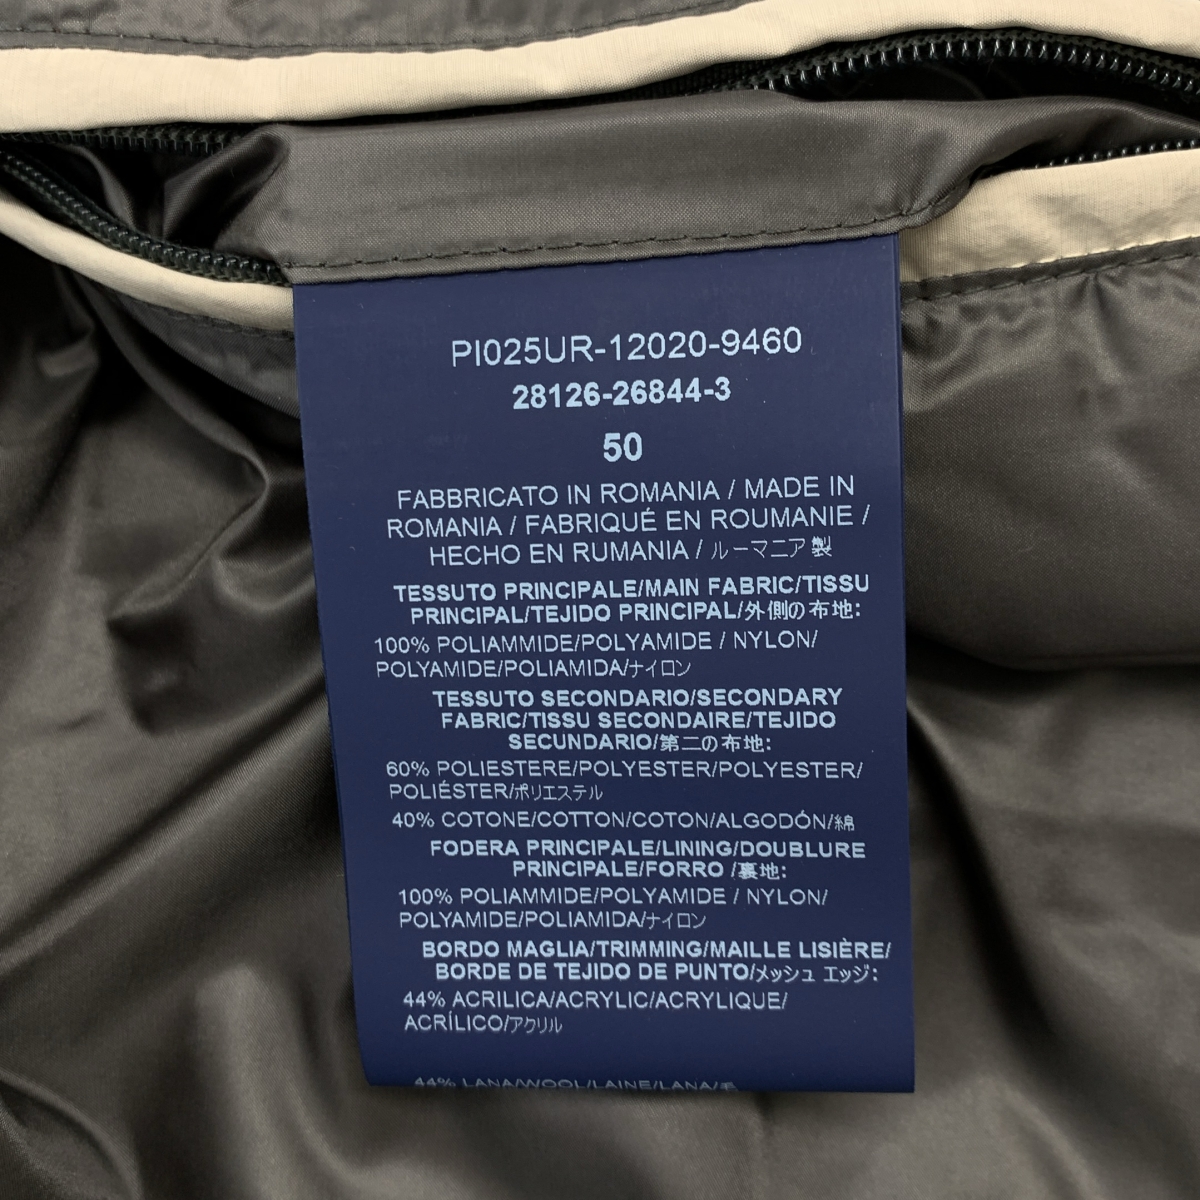 PI025UR-12020-9460
28126-26844-3
50
FABBRICATO IN ROMANIA / MADE IN
ROMANIA / FABRIQUÉ EN ROUMANIE /
HECHO EN RUMANIA / ルーマニア製
TESSUTO PRINCIPALE/MAIN FABRIC/TISSU
PRINCIPAL/TEJIDO PRINCIPAL/外側の布地:
100% POLIAMMIDE/POLYAMIDE / NYLON/
POLYAMIDE/POLIAMIDA/ナイロン
TESSUTO SECONDARIO/SECONDARY
FABRIC/TISSU SECONDAIRE/TEJIDO
SECUNDARIO/第二の布地:
60% POLIESTERE/POLYESTER/POLYESTER/
POLIÉSTER/ポリエステル
40% COTONE/COTTON/COTON/ALGODÓN/綿
FODERA PRINCIPALE/LINING/DOUBLURE
PRINCIPALE/FORRO /裏地:
100% POLIAMMIDE/POLYAMIDE / NYLON/
POLYAMIDE/POLIAMIDA/ナイロン
BORDO MAGLIA/TRIMMING/MAILLE LISIÈRE/
BORDE DE TEJIDO DE PUNTO/メッシュ エッジ:
44% ACRILICA/ACRYLIC/ACRYLIQUE/
ACRÍLICO/アクリル
44% LANA/WOOL/LAINE/LANA/毛